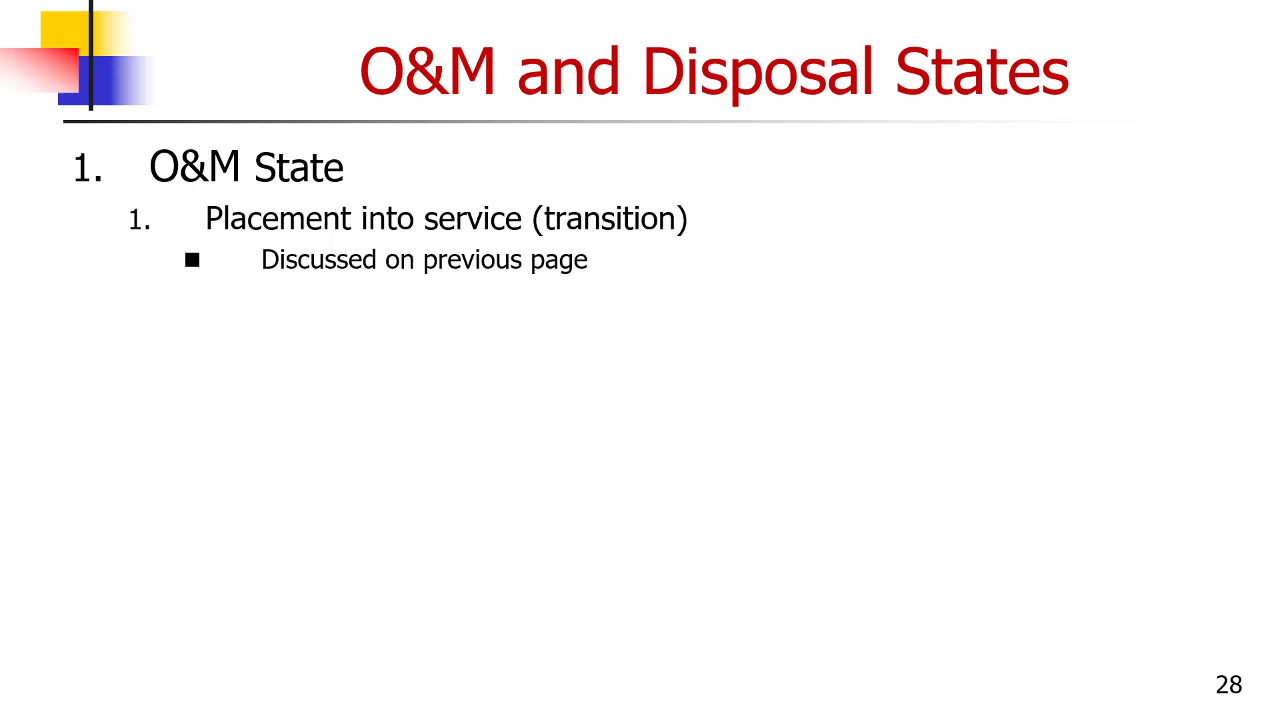 O&M and Disposal States
1. O&M State
1. Placement into service (transition)
■ Discussed on previous page
28